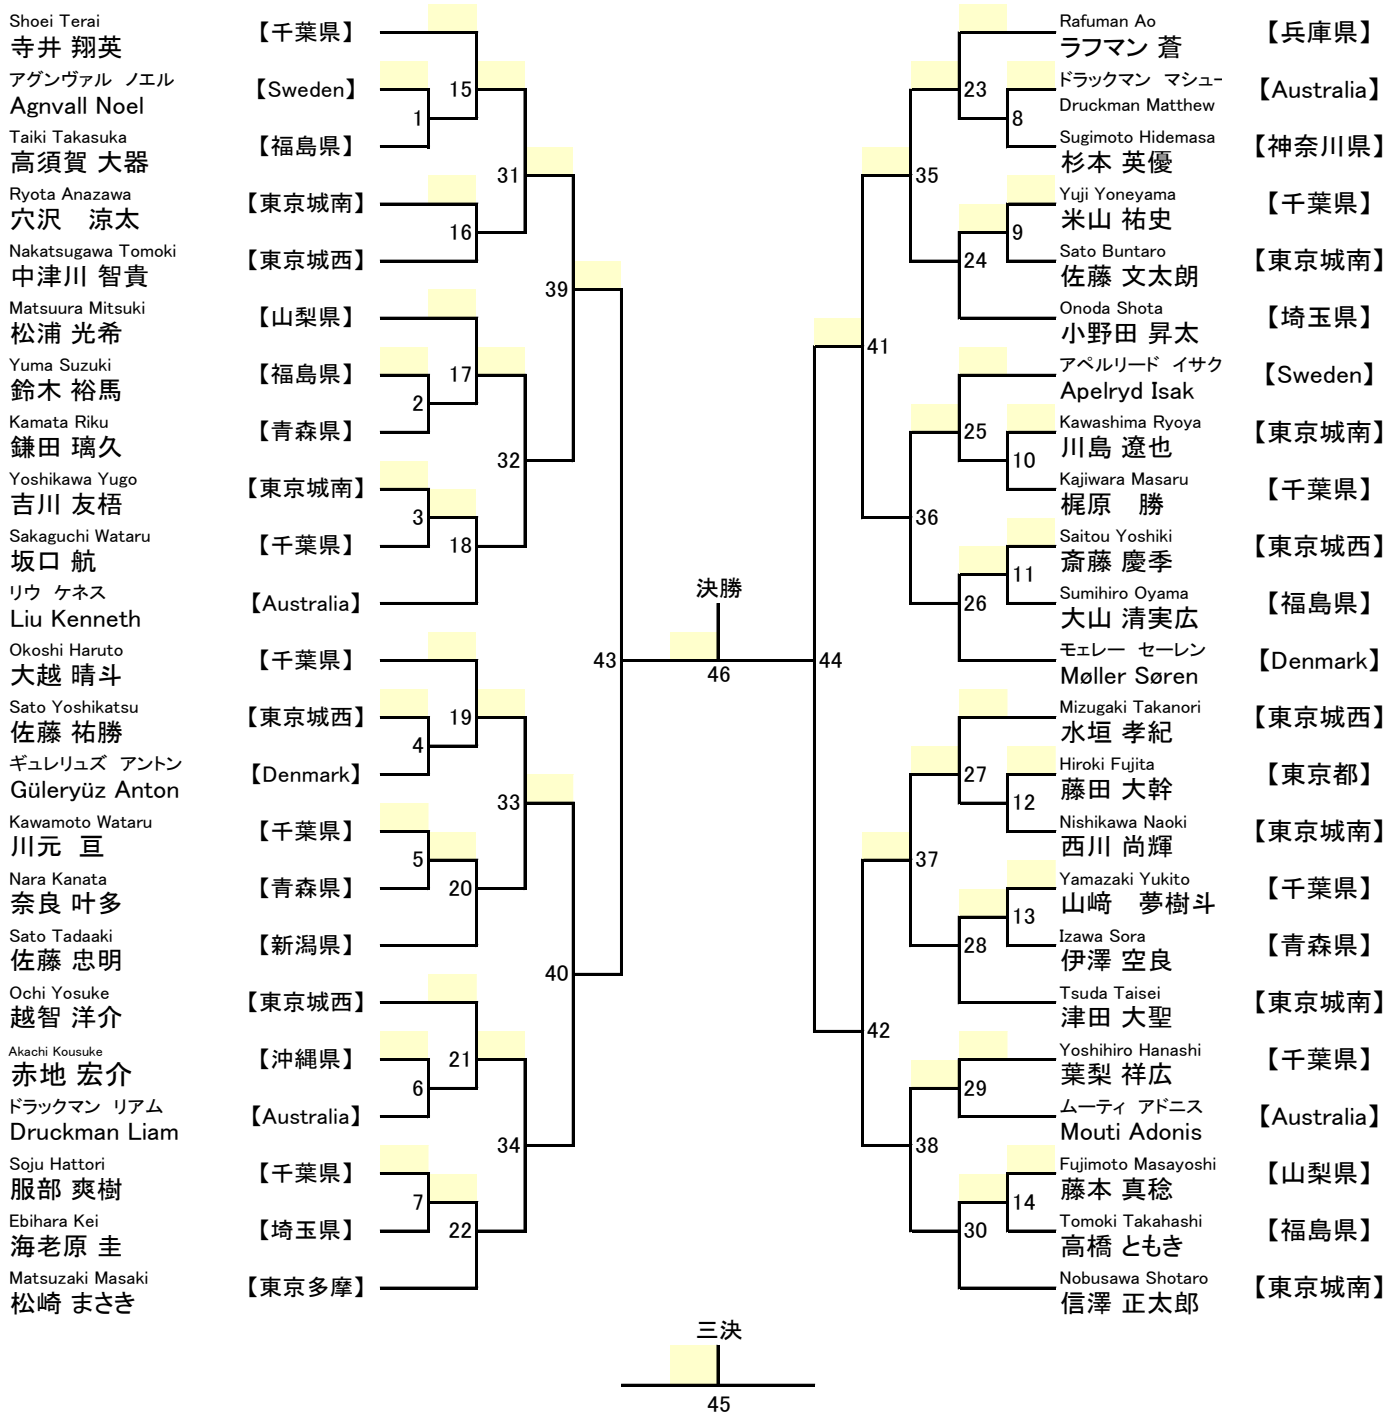 Shoei Terai
寺井 翔英
【千葉県】
アグンヴァル ノエル
Agnvall Noel
【Sweden】
Taiki Takasuka
高須賀 大器
【福島県】
Ryota Anazawa
穴沢　涼太
【東京城南】
Nakatsugawa Tomoki
中津川 智貴
【東京城西】
Matsuura Mitsuki
松浦 光希
【山梨県】
Yuma Suzuki
鈴木 裕馬
【福島県】
Kamata Riku
鎌田 璃久
【青森県】
Yoshikawa Yugo
吉川 友梧
【東京城南】
Sakaguchi Wataru
坂口 航
【千葉県】
リウ ケネス
Liu Kenneth
【Australia】
Okoshi Haruto
大越 晴斗
【千葉県】
Sato Yoshikatsu
佐藤 祐勝
【東京城西】
ギュレリュズ アントン
Güleryüz Anton
【Denmark】
Kawamoto Wataru
川元 亘
【千葉県】
Nara Kanata
奈良 叶多
【青森県】
Sato Tadaaki
佐藤 忠明
【新潟県】
Ochi Yosuke
越智 洋介
【東京城西】
Akachi Kousuke
赤地 宏介
【沖縄県】
ドラックマン リアム
Druckman Liam
【Australia】
Soju Hattori
服部 爽樹
【千葉県】
Ebihara Kei
海老原 圭
【埼玉県】
Matsuzaki Masaki
松崎 まさき
【東京多摩】
1
2
3
4
5
6
7
15
16
17
18
19
20
21
22
31
32
33
34
39
40
43
決勝
46
三決
45
44
41
42
35
36
37
38
23
24
25
26
27
28
29
30
8
9
10
11
12
13
14
Rafuman Ao
ラフマン 蒼
【兵庫県】
ドラックマン マシュー
Druckman Matthew
【Australia】
Sugimoto Hidemasa
杉本 英優
【神奈川県】
Yuji Yoneyama
米山 祐史
【千葉県】
Sato Buntaro
佐藤 文太朗
【東京城南】
Onoda Shota
小野田 昇太
【埼玉県】
アペルリード イサク
Apelryd Isak
【Sweden】
Kawashima Ryoya
川島 遼也
【東京城南】
Kajiwara Masaru
梶原　勝
【千葉県】
Saitou Yoshiki
斎藤 慶季
【東京城西】
Sumihiro Oyama
大山 清実広
【福島県】
モェレー セーレン
Møller Søren
【Denmark】
Mizugaki Takanori
水垣 孝紀
【東京城西】
Hiroki Fujita
藤田 大幹
【東京都】
Nishikawa Naoki
西川 尚輝
【東京城南】
Yamazaki Yukito
山﨑　夢樹斗
【千葉県】
Izawa Sora
伊澤 空良
【青森県】
Tsuda Taisei
津田 大聖
【東京城南】
Yoshihiro Hanashi
葉梨 祥広
【千葉県】
ムーティ アドニス
Mouti Adonis
【Australia】
Fujimoto Masayoshi
藤本 真稔
【山梨県】
Tomoki Takahashi
高橋 ともき
【福島県】
Nobusawa Shotaro
信澤 正太郎
【東京城南】